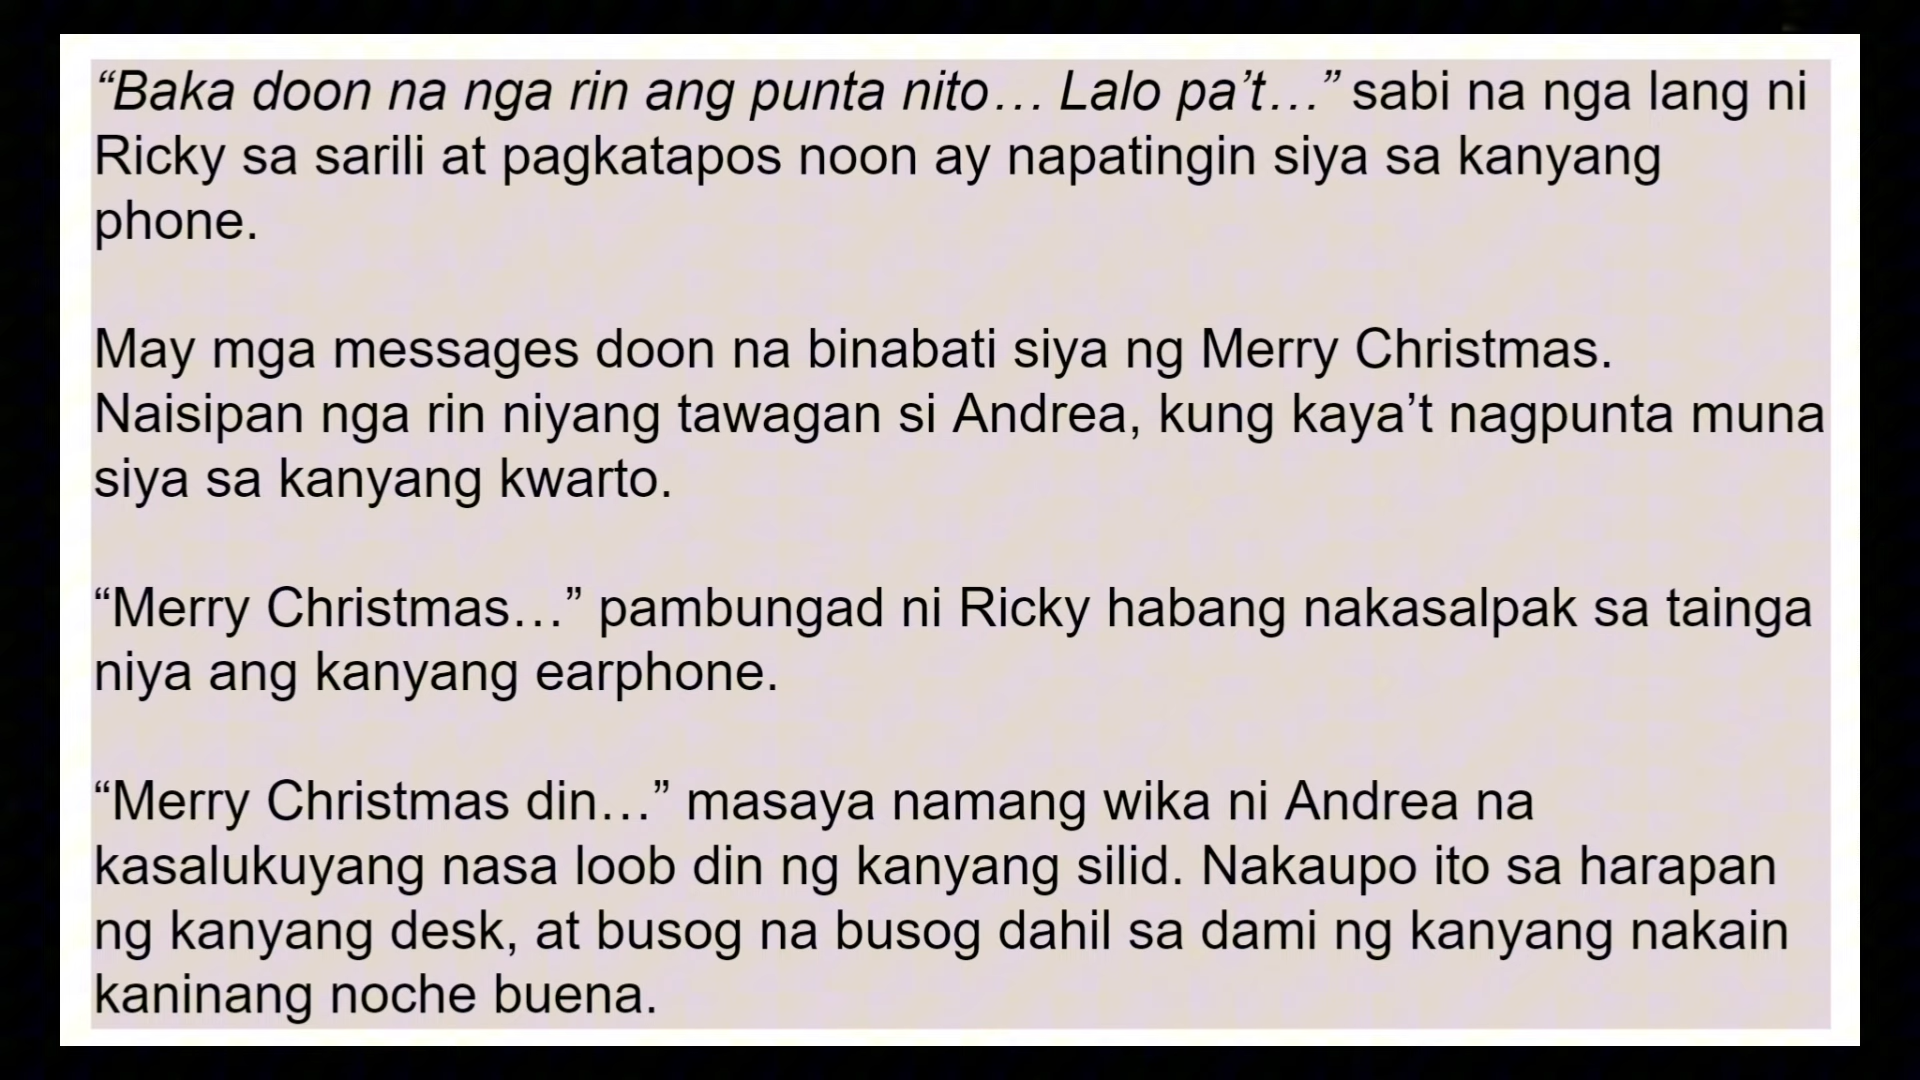 “Baka doon na nga rin ang punta nito… Lalo pa’t…” sabi na nga lang ni
Ricky sa sarili at pagkatapos noon ay napatingin siya sa kanyang
phone.
May mga messages doon na binabati siya ng Merry Christmas.
Naisipan nga rin niyang tawagan si Andrea, kung kaya’t nagpunta muna
siya sa kanyang kwarto.
“Merry Christmas…” pambungad ni Ricky habang nakasalpak sa tainga
niya ang kanyang earphone.
“Merry Christmas din…” masaya namang wika ni Andrea na
kasalukuyang nasa loob din ng kanyang silid. Nakaupo ito sa harapan
ng kanyang desk, at busog na busog dahil sa dami ng kanyang nakain
kaninang noche buena.